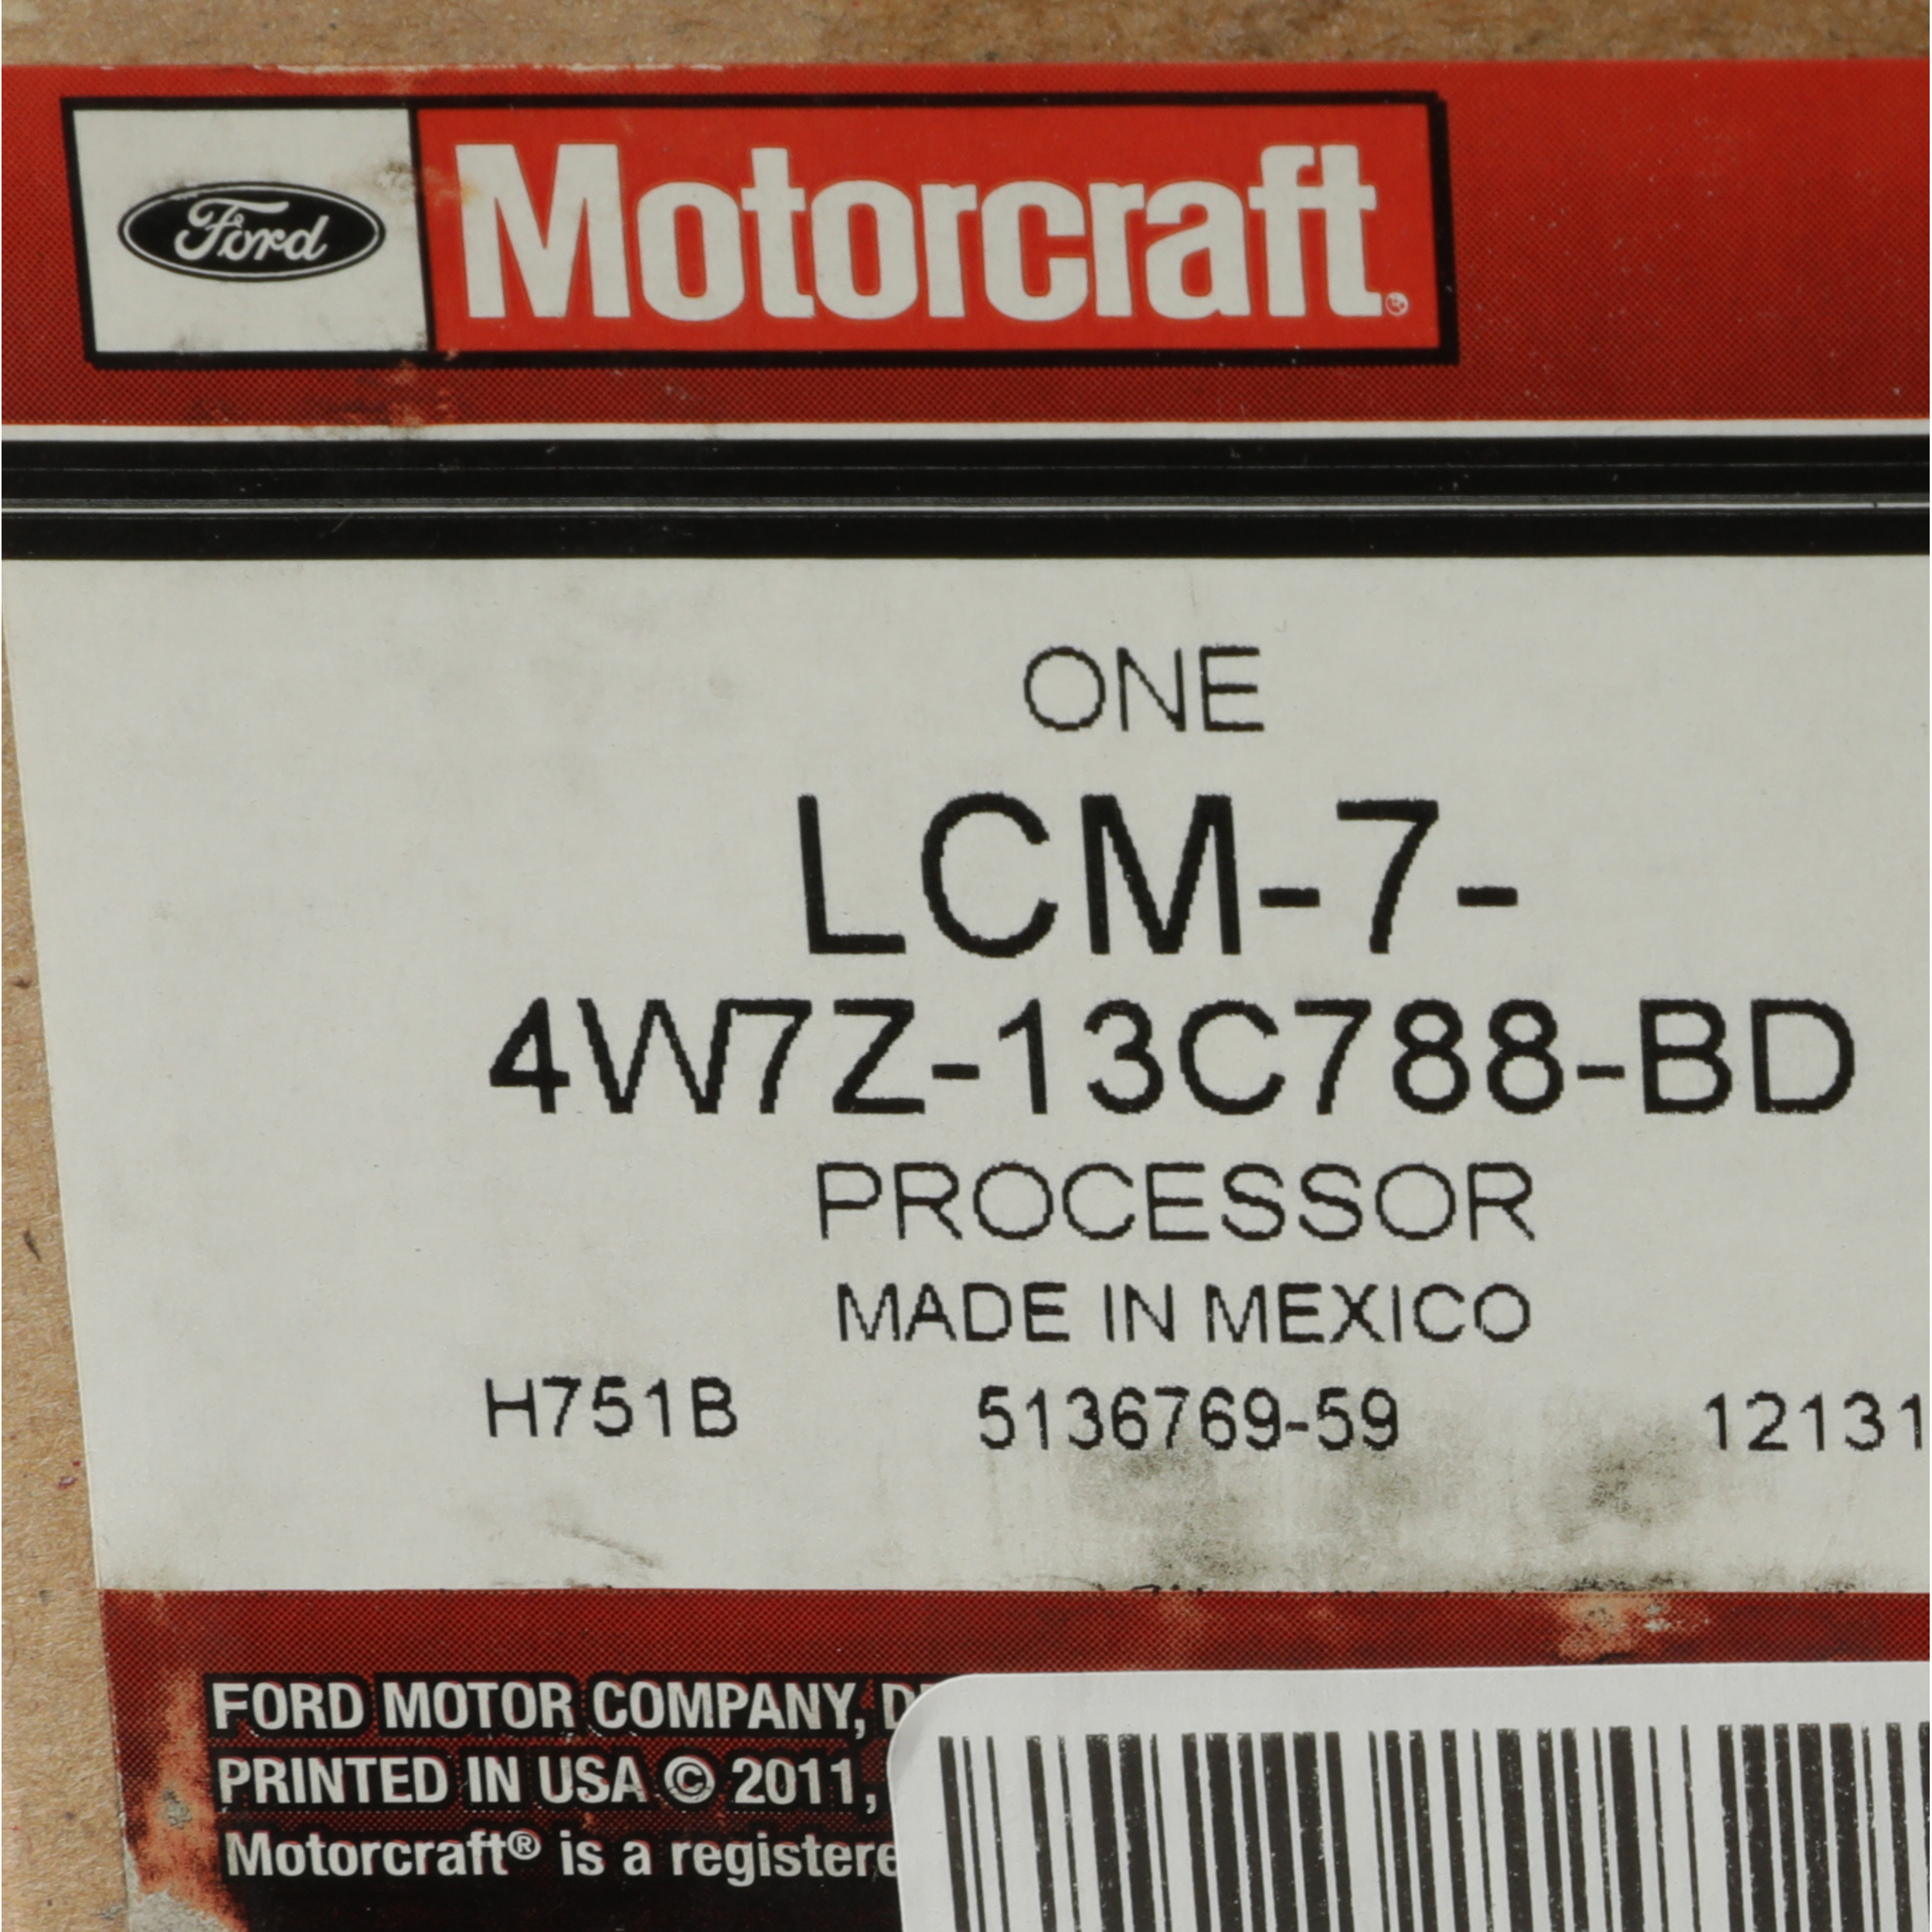 Ford Motorcraft®
ONE
LCM-7-
4W7Z-13C788-BD
PROCESSOR
MADE IN MEXICO
H751B 5136769-59 12131
FORD MOTOR COMPANY, D
PRINTED IN USA © 2011,
Motorcraft® is a registere